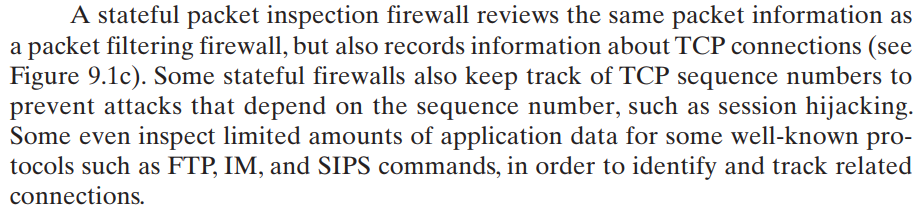 A stateful packet inspection firewall reviews the same packet information as
a packet filtering firewall, but also records information about TCP connections (see
Figure 9.1c). Some stateful firewalls also keep track of TCP sequence numbers to
prevent attacks that depend on the sequence number, such as session hijacking.
Some even inspect limited amounts of application data for some well-known pro-
tocols such as FTP, IM, and SIPS commands, in order to identify and track related
connections.